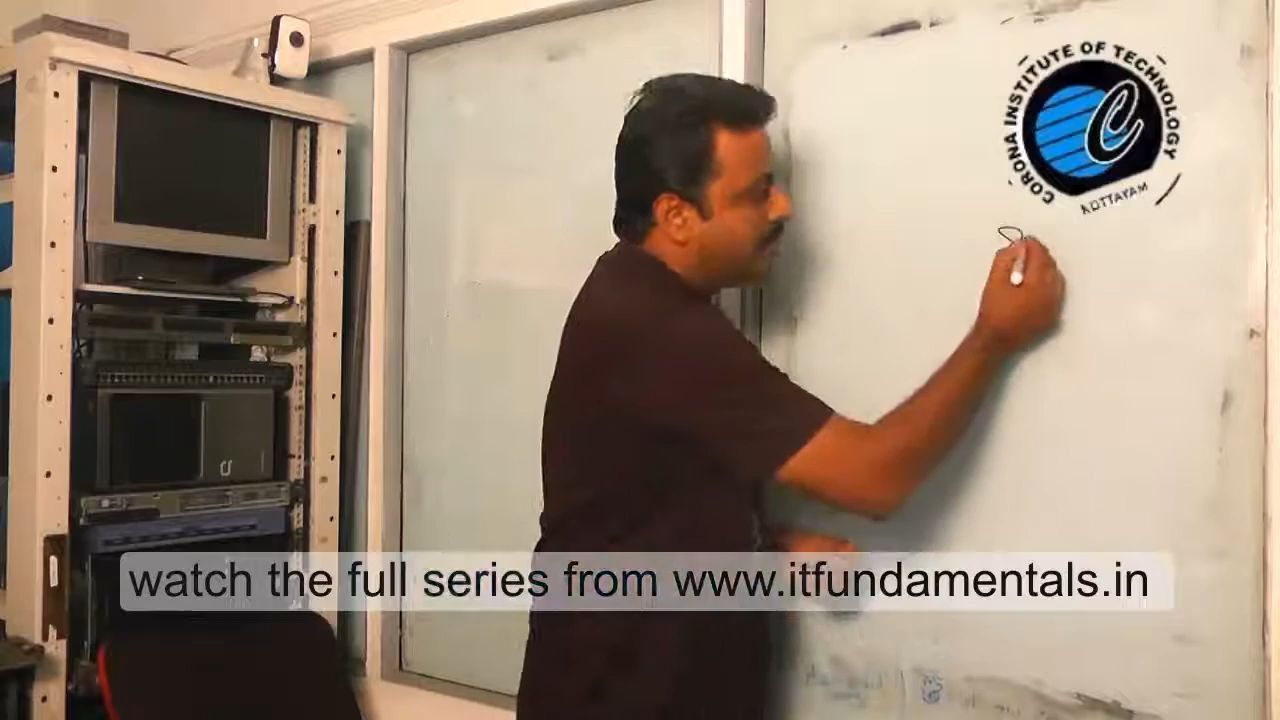 CORONA INSTITUTE OF TECHNOLOGY
KOTTAYAM
watch the full series from www.itfundamentals.in